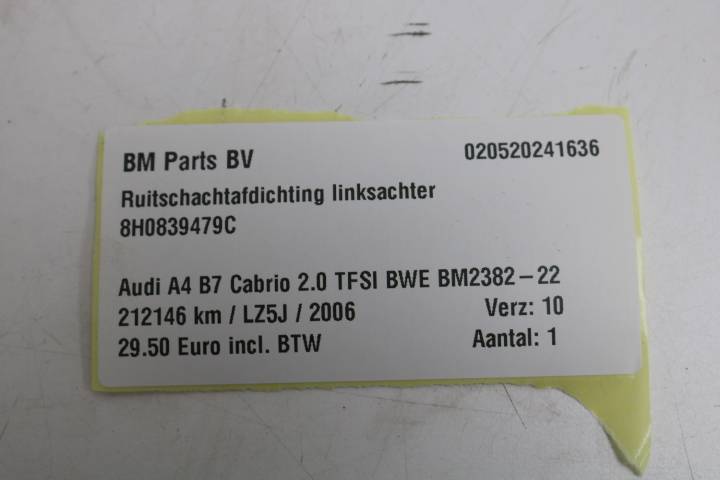 BM Parts BV 020520241636
Ruitschachtafdichting linksachter
8H0839479C
Audi A4 B7 Cabrio 2.0 TFSI BWE BM2382-22
212146 km / LZ5J / 2006 Verz: 10
29.50 Euro incl. BTW Aantal: 1